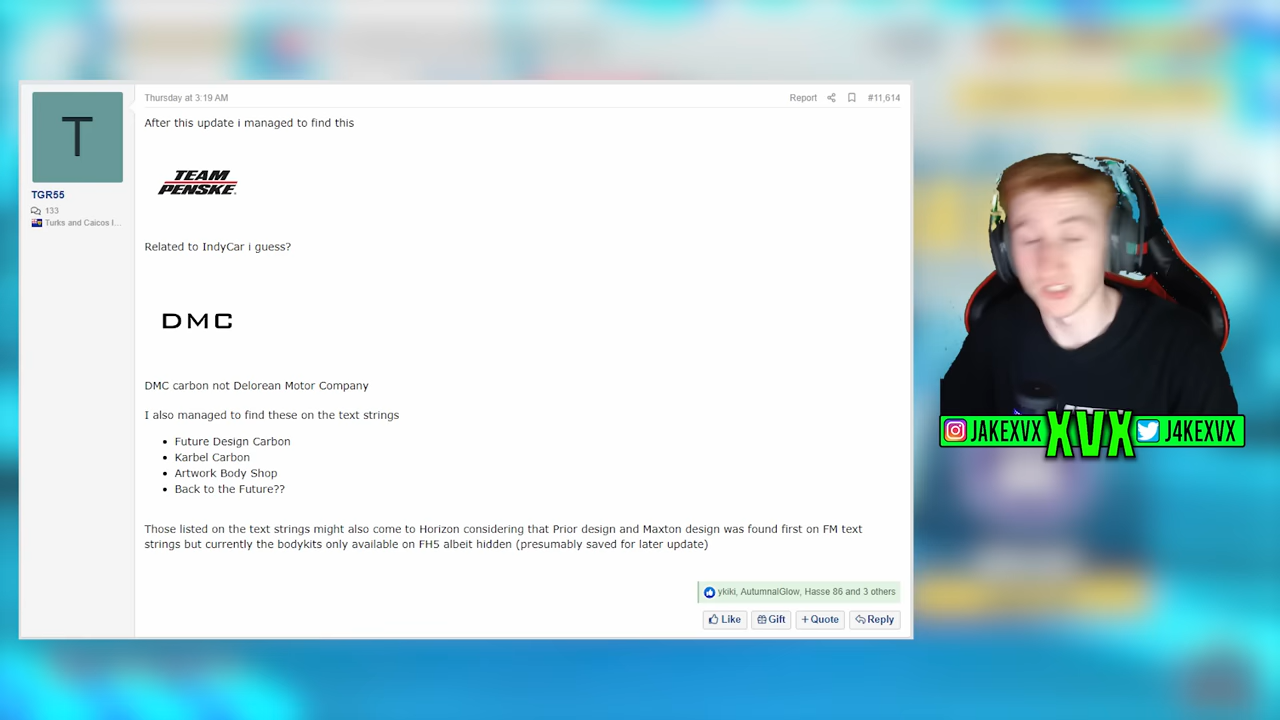 Thursday at 3:19 AM
Report
#11,614
T
TGR55
133
Turks and Caicos I...
After this update i managed to find this
TEAM
PENSKE
Related to IndyCar i guess?
DMC
DMC carbon not Delorean Motor Company
I also managed to find these on the text strings
• Future Design Carbon
• Karbel Carbon
• Artwork Body Shop
• Back to the Future??
Those listed on the text strings might also come to Horizon considering that Prior design and Maxton design was found first on FM text
strings but currently the bodykits only available on FH5 albeit hidden (presumably saved for later update)
ykiki, AutumnalGlow, Hasse 86 and 3 others
Like
Gift
+ Quote
Reply
JAKEXVX
XVX
J4KEXVX